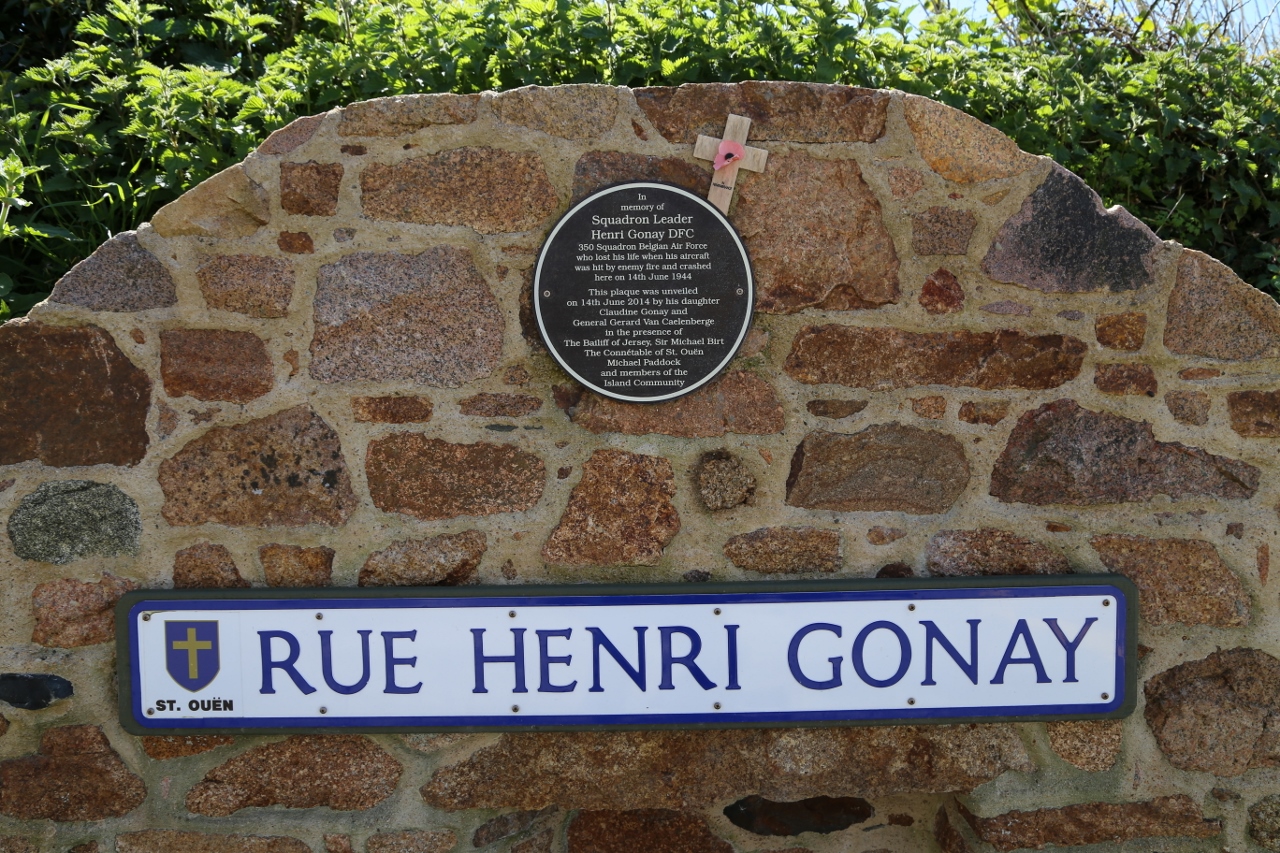 In
memory of
Squadron Leader
Henri Gonay DFC
350 Squadron Belgian Air Force
who lost his life when his aircraft
was hit by enemy fire and crashed
here on 14th June 1944
This plaque was unveiled
on 14th June 2014 by his daughter
Claudine Gonay and
General Gerard Van Caelenberge
in the presence of
The Bailiff of Jersey, Sir Michael Birt
The Connétable of St. Ouën
Michael Paddock
and members of the
Island Community
RUE HENRI GONAY
ST. OUËN